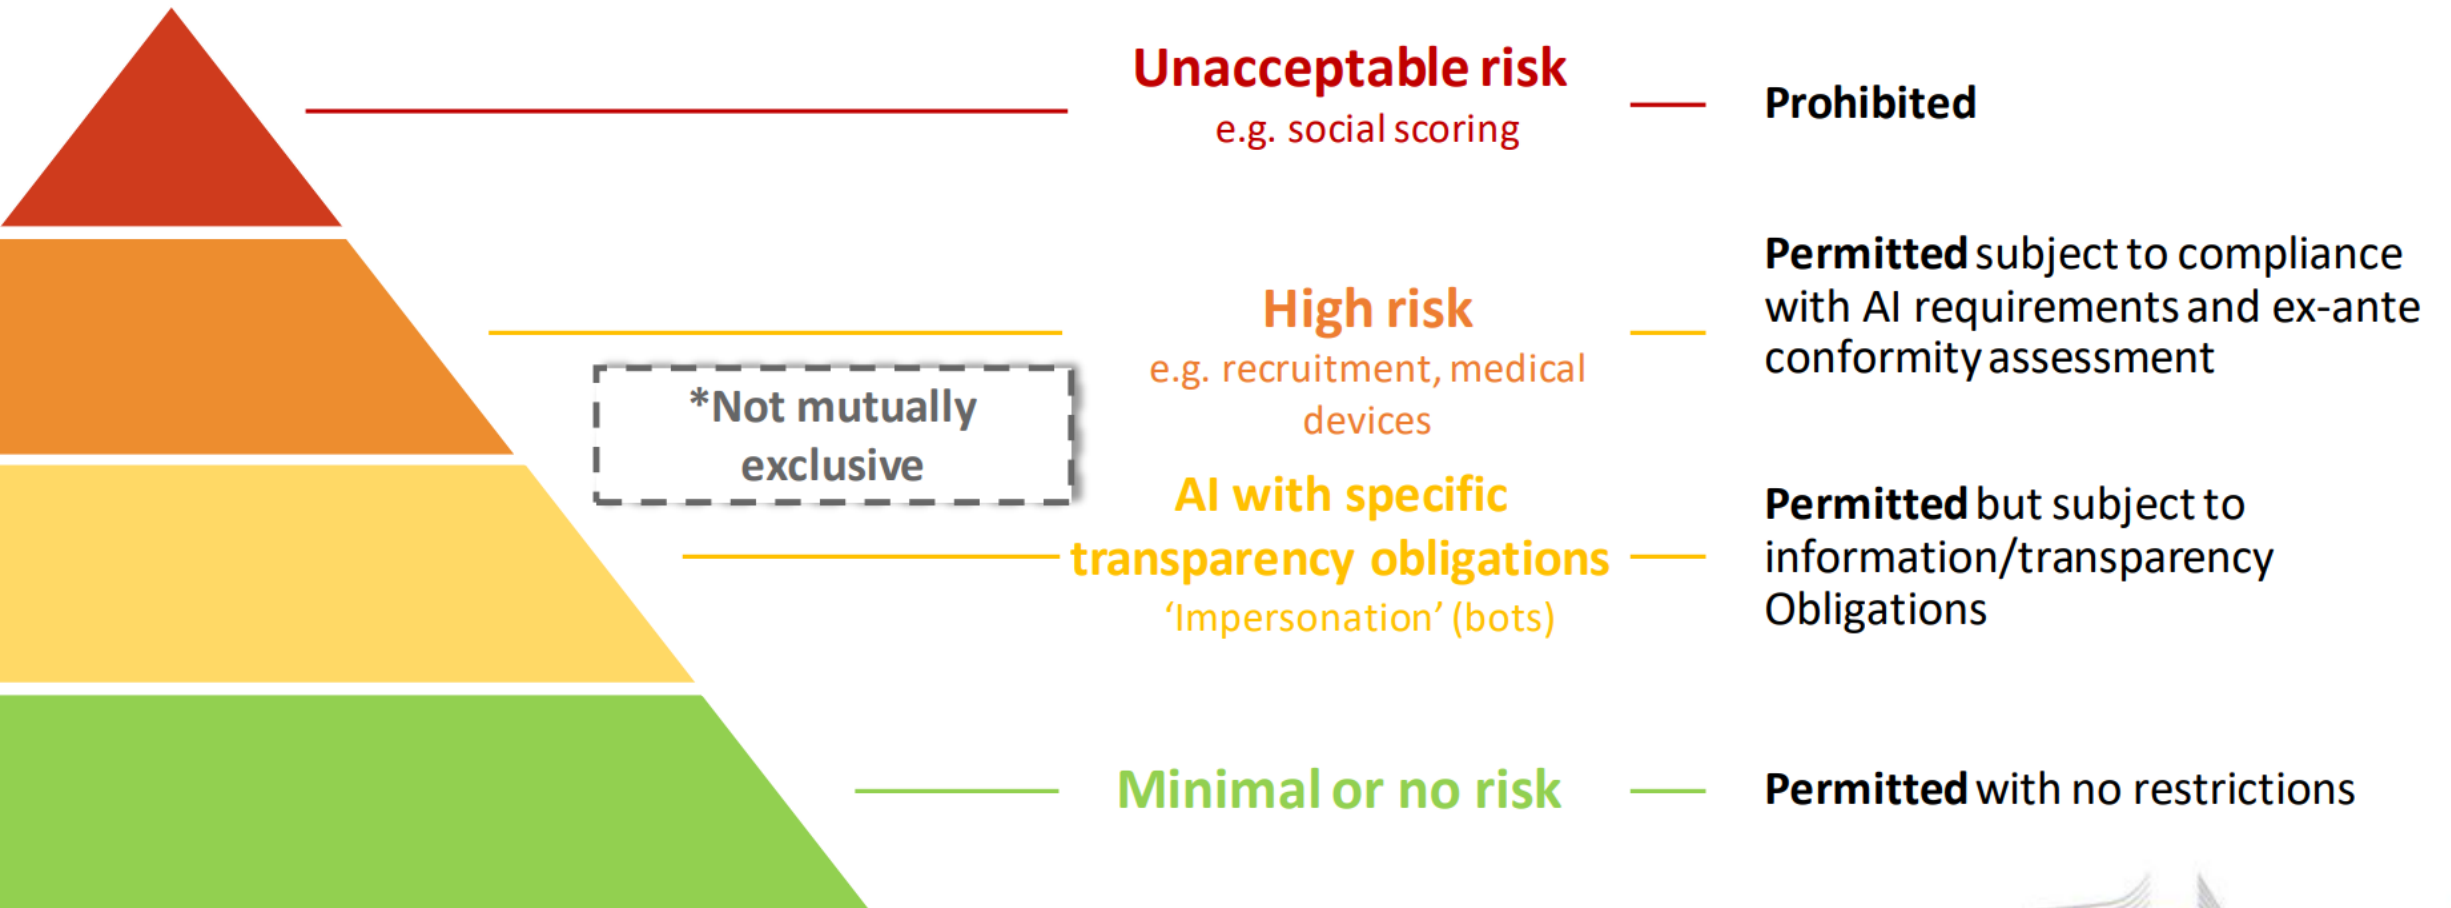 Unacceptable risk
e.g. social scoring
Prohibited
High risk
e.g. recruitment, medical
devices
Permitted subject to compliance
with AI requirements and ex-ante
conformity assessment
*Not mutually
exclusive
AI with specific
transparency obligations
‘Impersonation’ (bots)
Permitted but subject to
information/transparency
Obligations
Minimal or no risk
Permitted with no restrictions